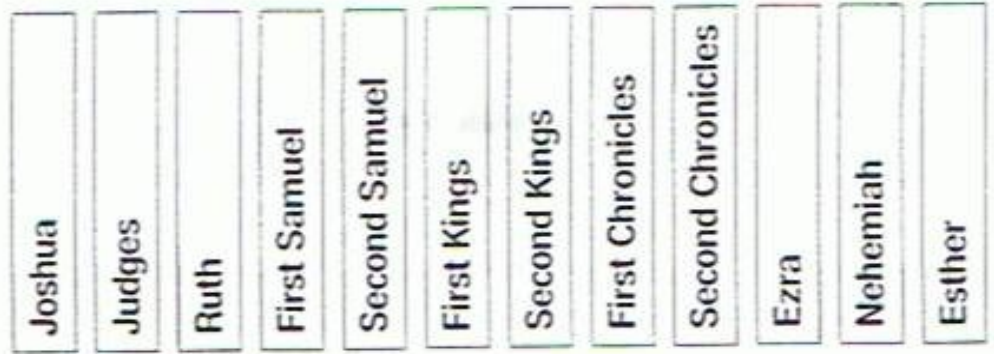 Joshua
Judges
Ruth
First Samuel
Second Samuel
First Kings
Second Kings
First Chronicles
Second Chronicles
Ezra
Nehemiah
Esther